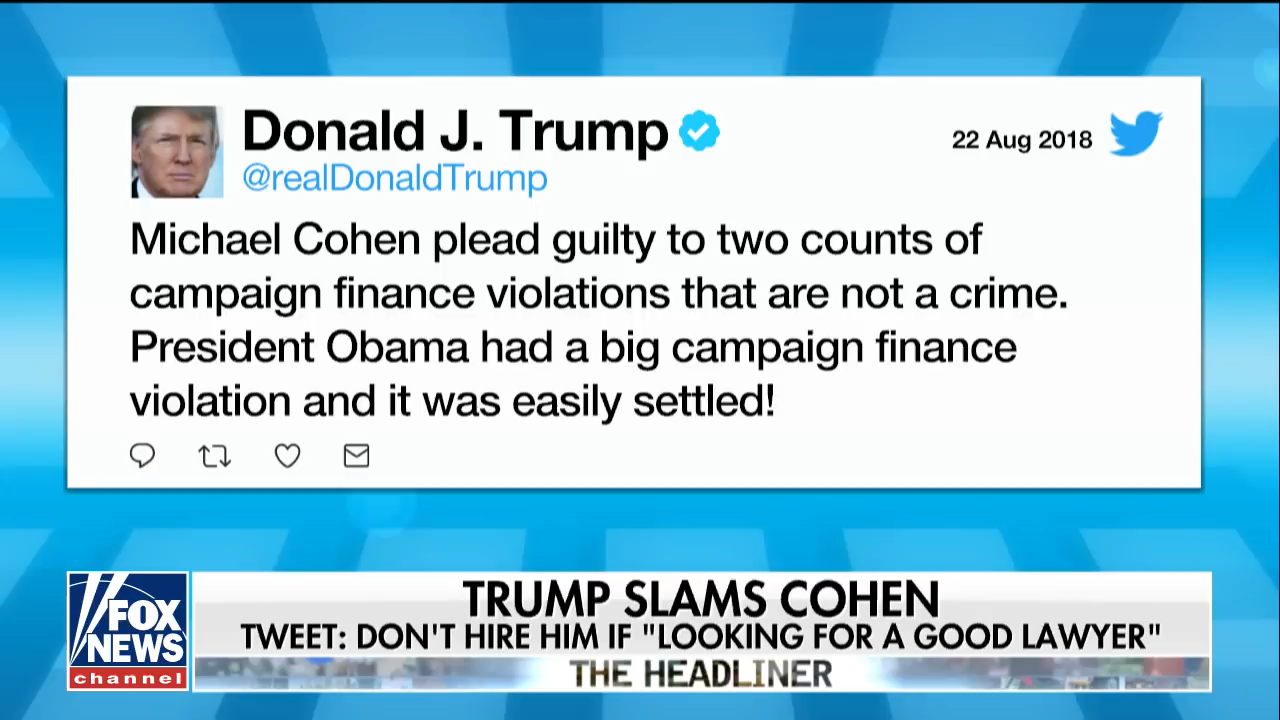 Donald J. Trump
22 Aug 2018
@realDonaldTrump
Michael Cohen plead guilty to two counts of
campaign finance violations that are not a crime.
President Obama had a big campaign finance
violation and it was easily settled!
TRUMP SLAMS COHEN
TWEET: DON'T HIRE HIM IF "LOOKING FOR A GOOD LAWYER"
THE HEADLINER
FOX
NEWS
channel